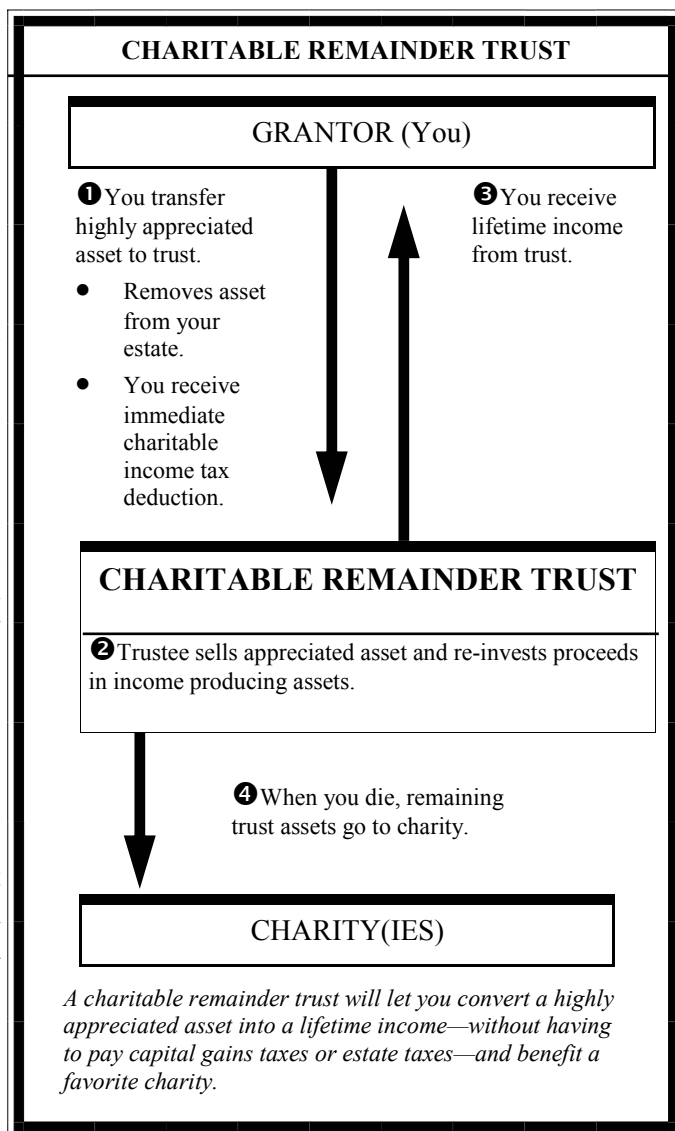 CHARITABLE REMAINDER TRUST
GRANTOR (You)
❶You transfer
highly appreciated
asset to trust.
● Removes asset
from your
estate.
● You receive
immediate
charitable
income tax
deduction.
❸You receive
lifetime income
from trust.
CHARITABLE REMAINDER TRUST
❷Trustee sells appreciated asset and re-invests proceeds
in income producing assets.
❹When you die, remaining
trust assets go to charity.
CHARITY(IES)
A charitable remainder trust will let you convert a highly
appreciated asset into a lifetime income—without having
to pay capital gains taxes or estate taxes—and benefit a
favorite charity.